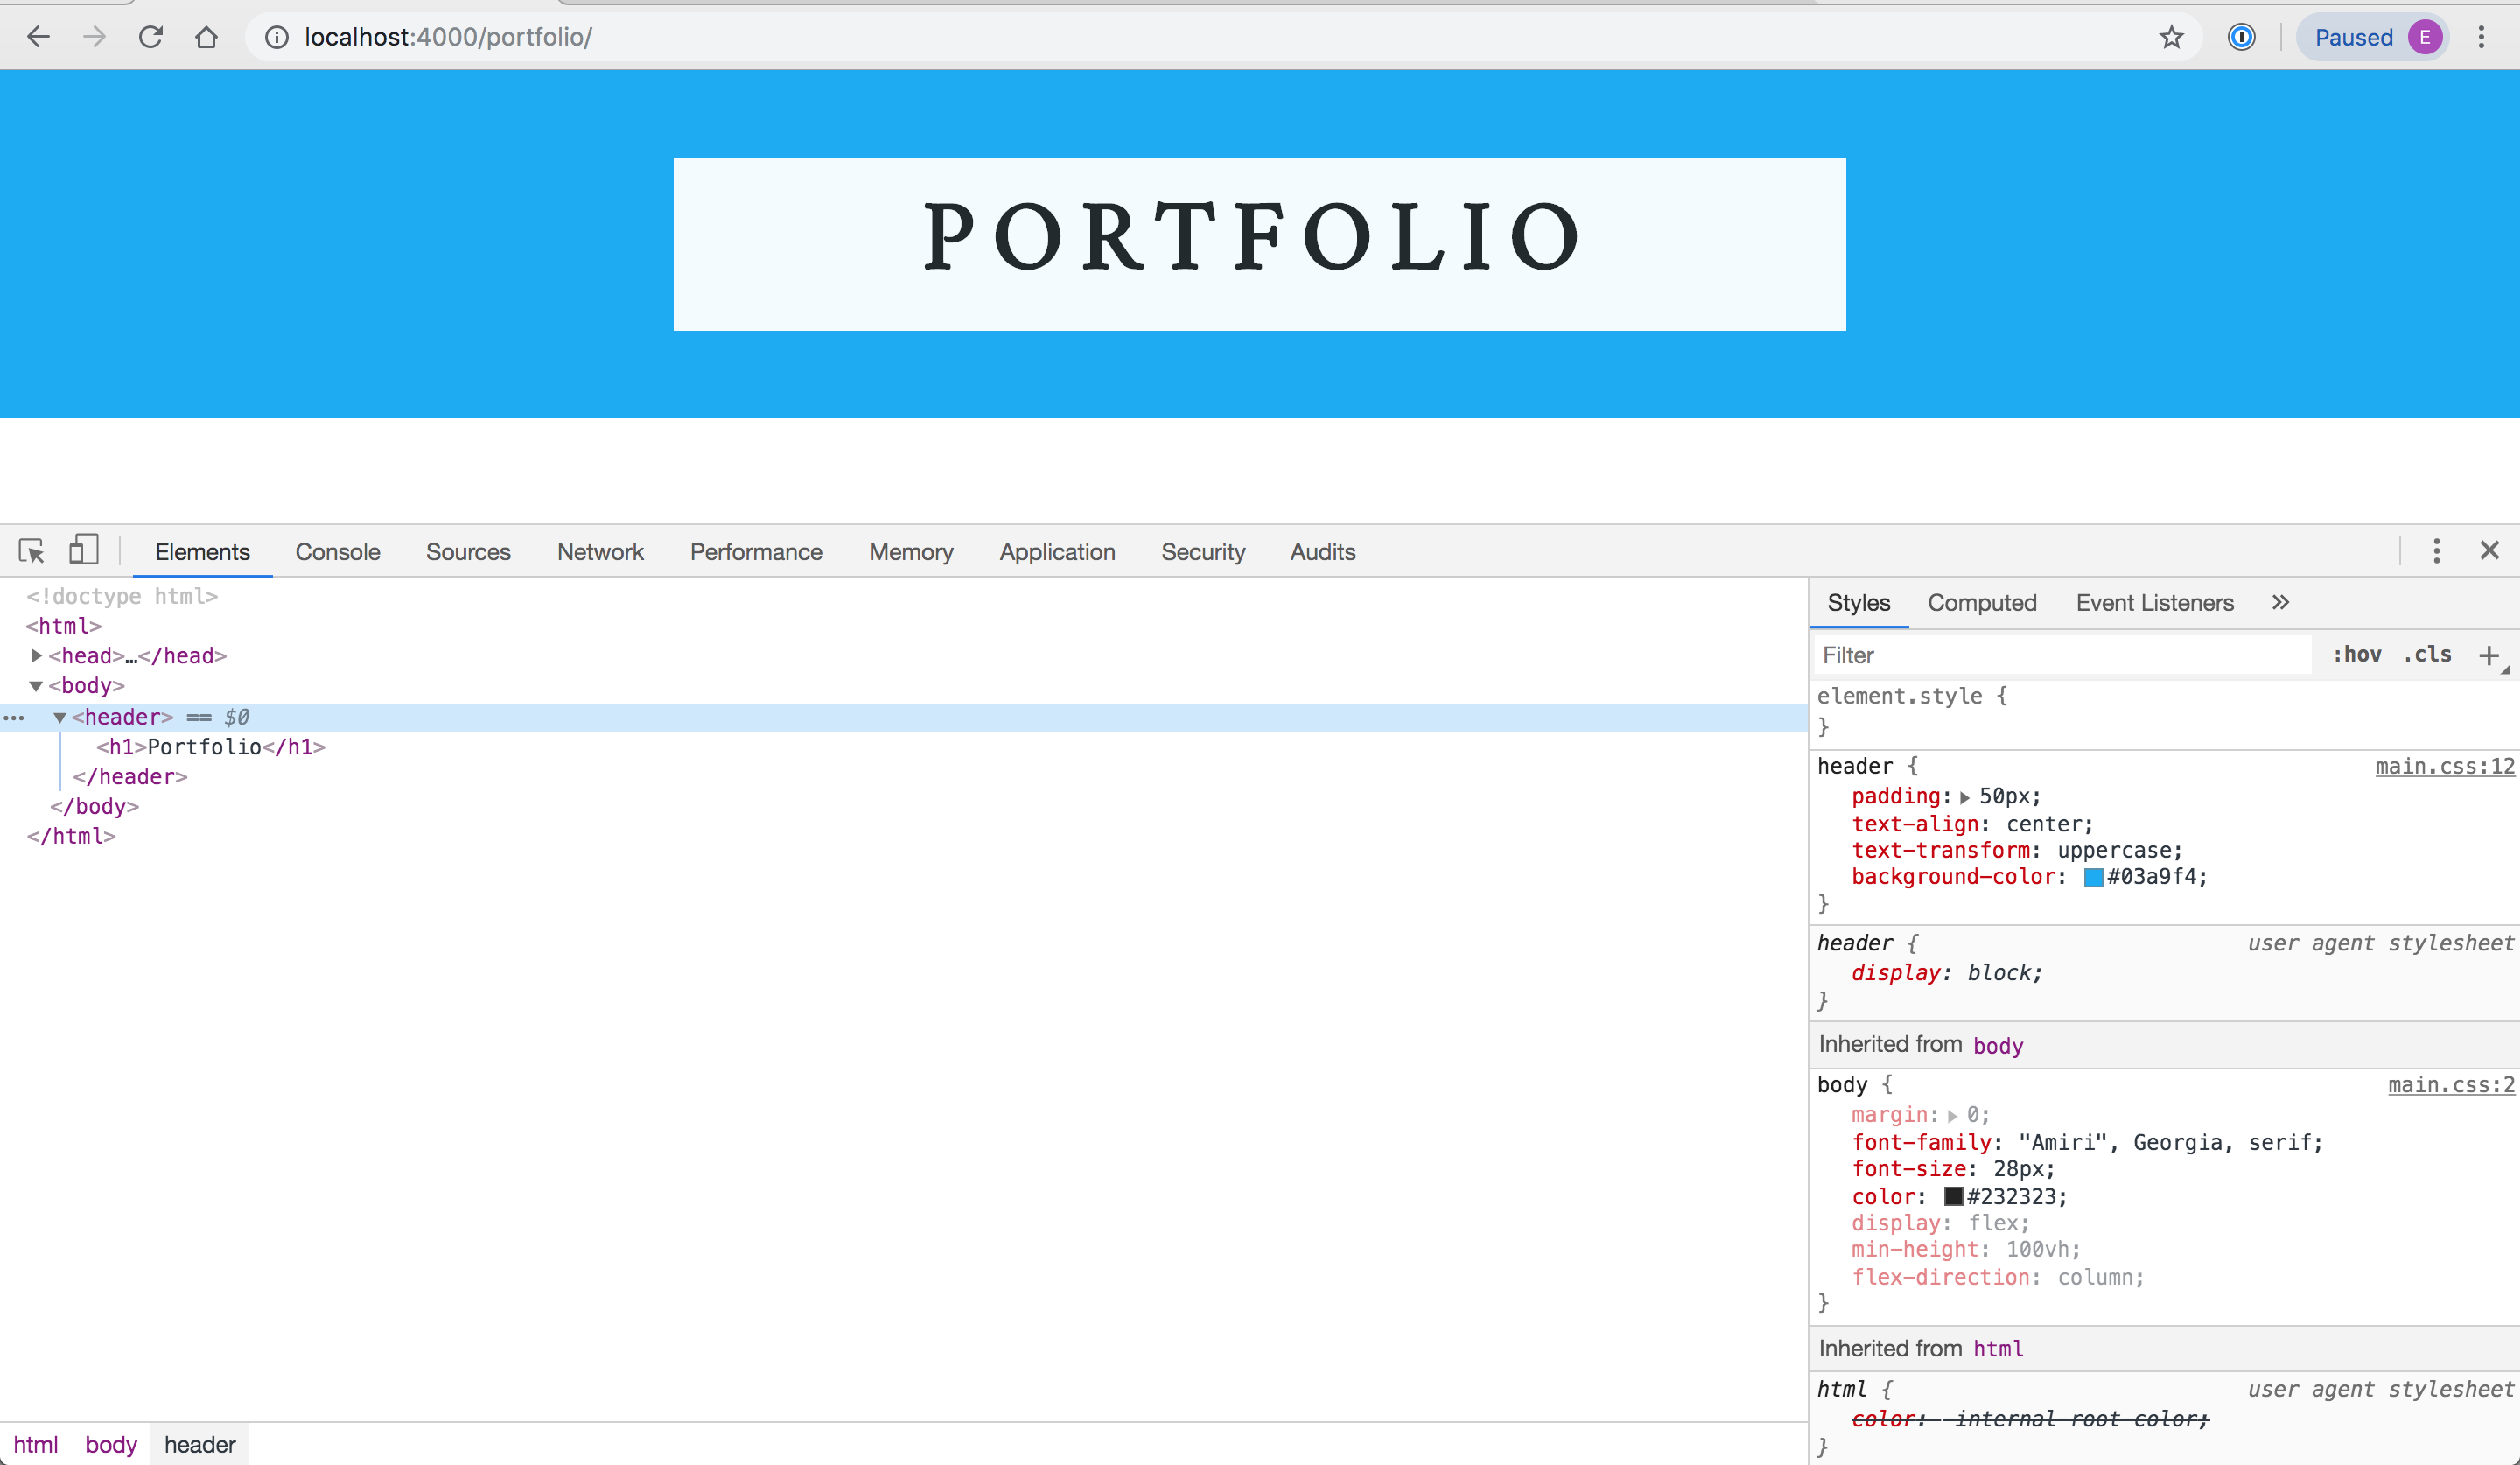 localhost:4000/portfolio/
Paused E
PORTFOLIO
Elements Console Sources Network Performance Memory Application Security Audits
<!doctype html>
<html>
<head>…</head>
<body>
<header> == $0
<h1>Portfolio</h1>
</header>
</body>
</html>
html body header
Styles Computed Event Listeners »
Filter :hov .cls +
element.style {
}
header { main.css:12
padding: 50px;
text-align: center;
text-transform: uppercase;
background-color: #03a9f4;
}
header { user agent stylesheet
display: block;
}
Inherited from body
body { main.css:2
margin: 0;
font-family: "Amiri", Georgia, serif;
font-size: 28px;
color: #232323;
display: flex;
min-height: 100vh;
flex-direction: column;
}
Inherited from html
html { user agent stylesheet
color: -internal-root-color;
}